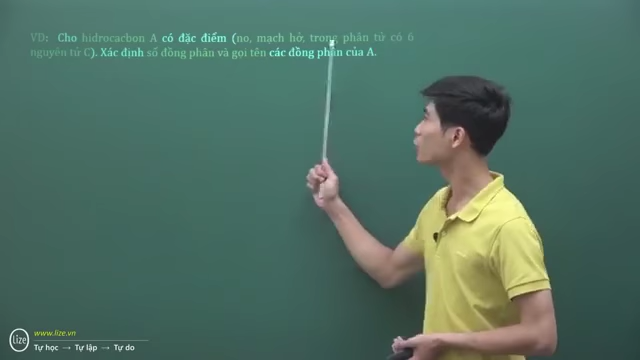 VD: Cho hidrocacbon A có đặc điểm (no, mạch hở, trong phân tử có 6
nguyên tử C). Xác định số đồng phân và gọi tên các đồng phân của A.
Lize
www.lize.vn
Tự học → Tự lập → Tự do